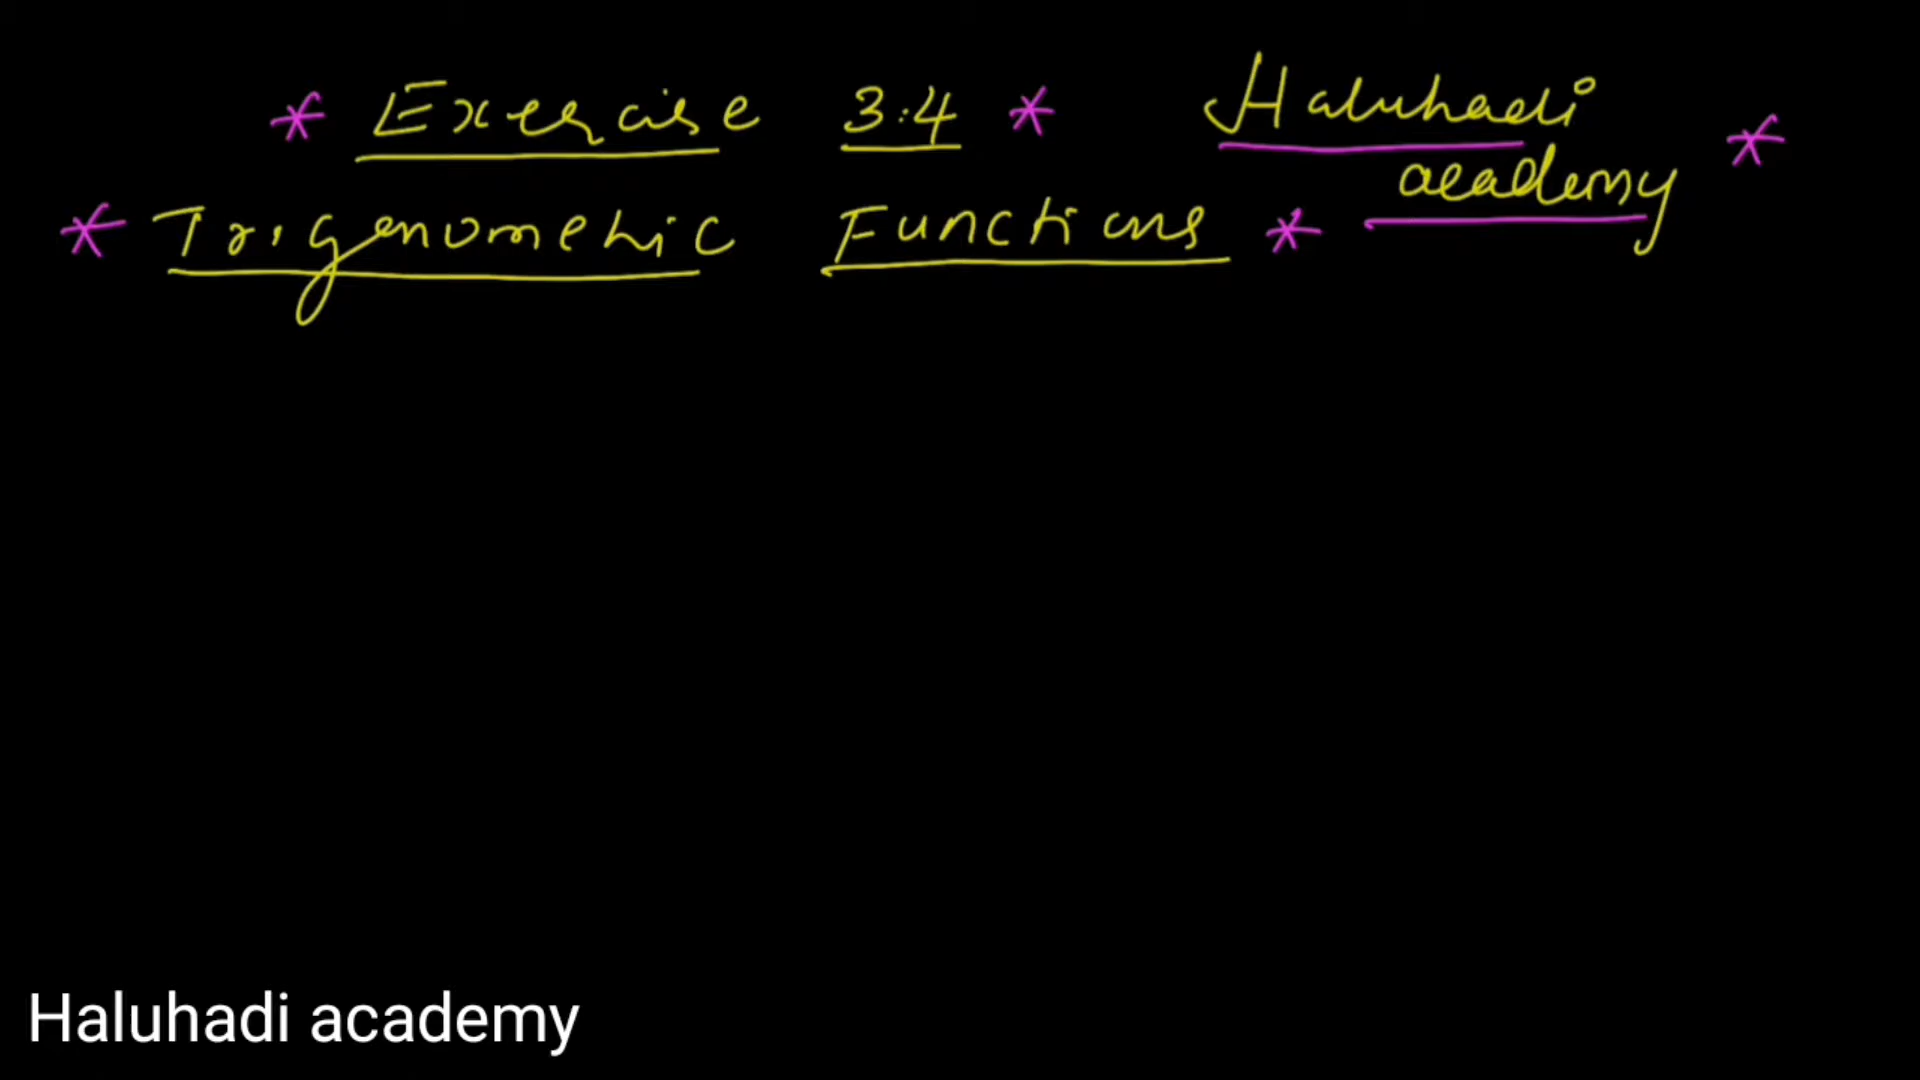 * Exercise 3.4 * Haluhadi
academy *
* Trigonometric Functions *
Haluhadi academy